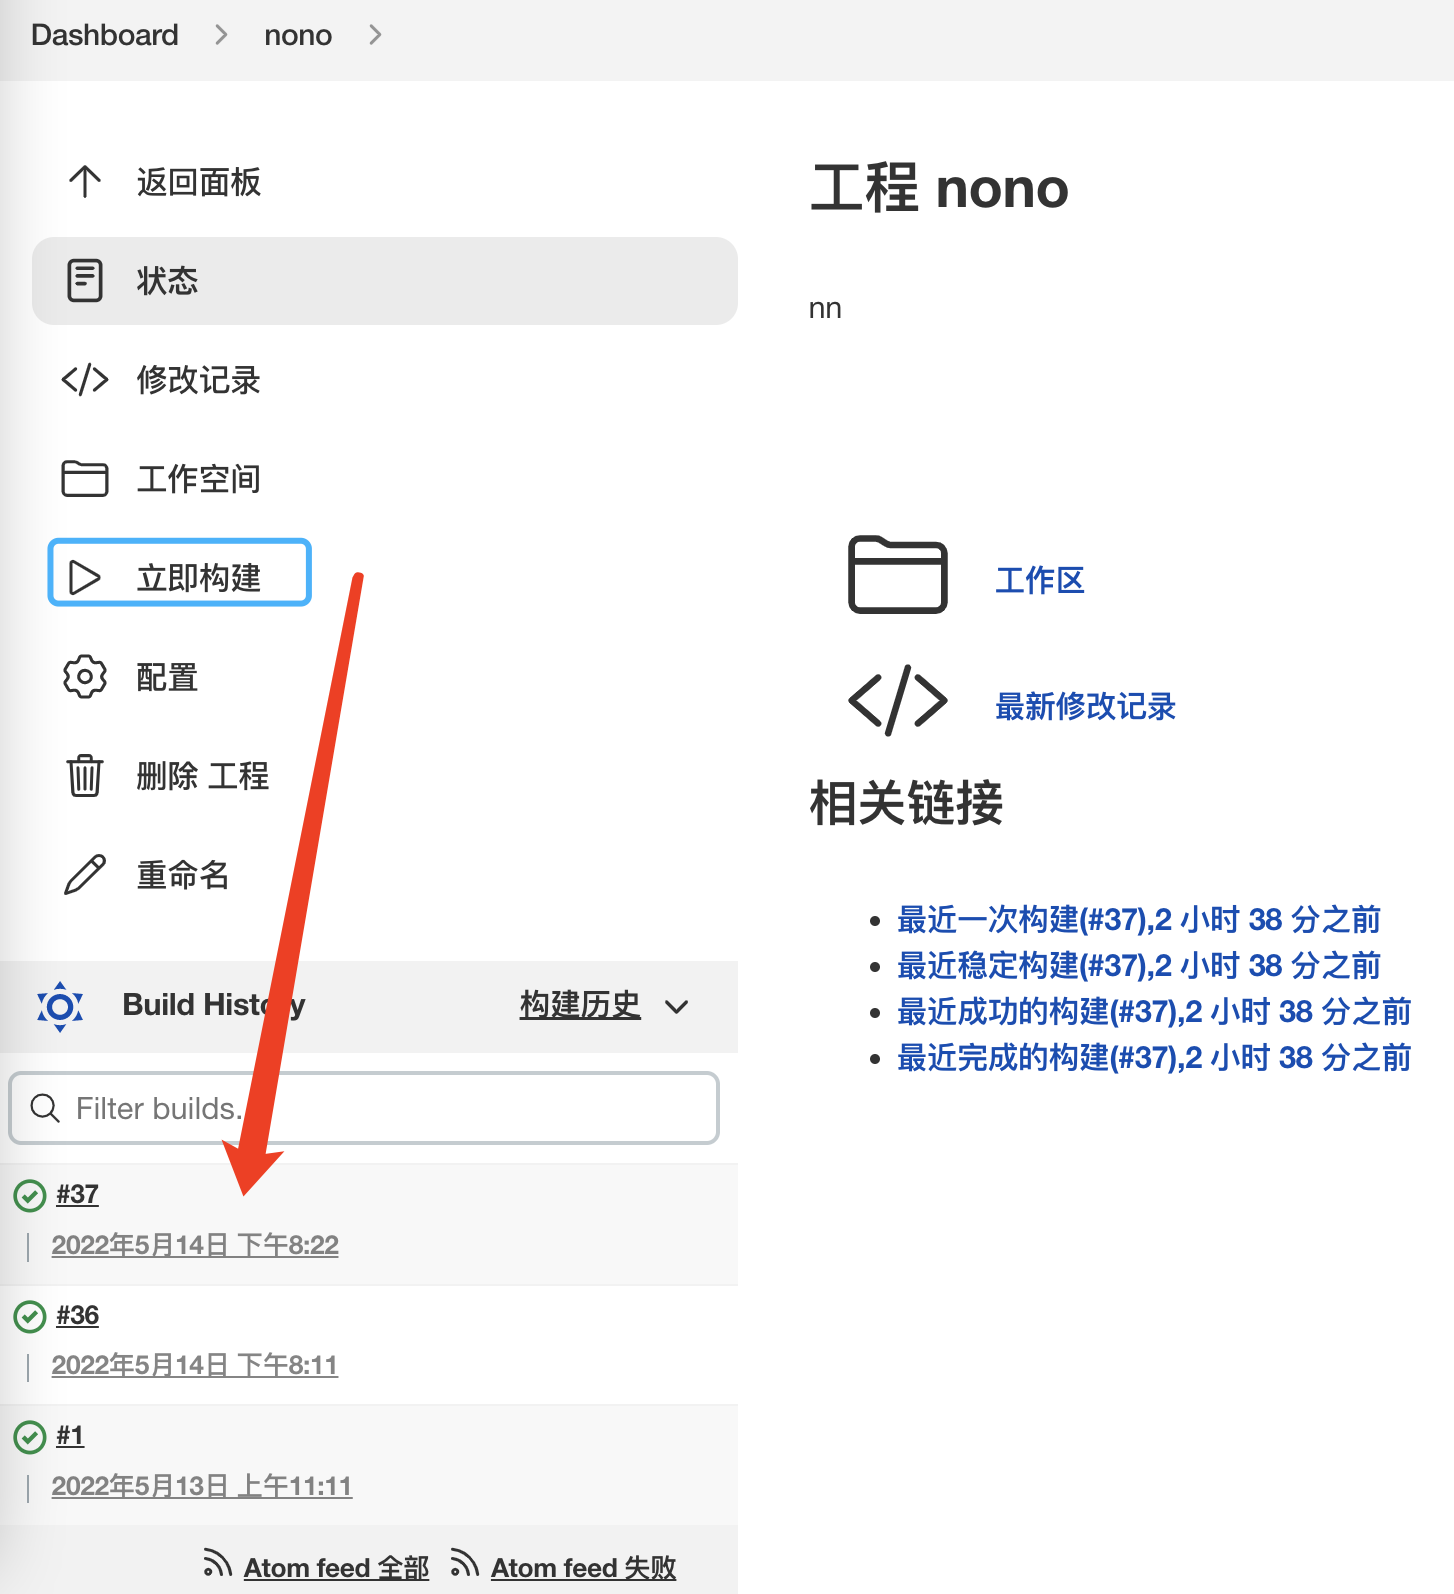 Dashboard > nono >
返回面板
状态
修改记录
工作空间
立即构建
配置
删除 工程
重命名
Build History 构建历史
Filter builds.
#37
2022年5月14日 下午8:22
#36
2022年5月14日 下午8:11
#1
2022年5月13日 上午11:11
Atom feed 全部 Atom feed 失败
工程 nono
nn
工作区
最新修改记录
相关链接
最近一次构建(#37),2 小时 38 分之前
最近稳定构建(#37),2 小时 38 分之前
最近成功的构建(#37),2 小时 38 分之前
最近完成的构建(#37),2 小时 38 分之前